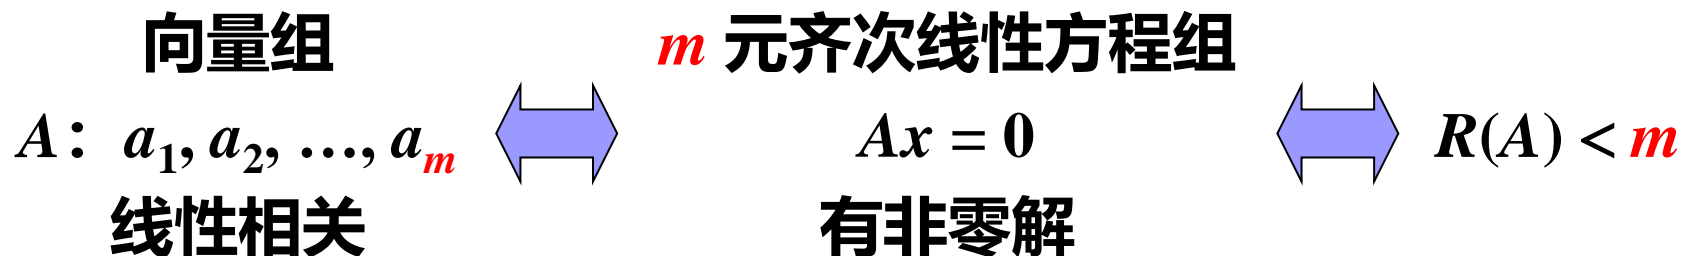 向量组
A：a1, a2, …, am
线性相关
m 元齐次线性方程组
Ax = 0
有非零解
R(A) < m